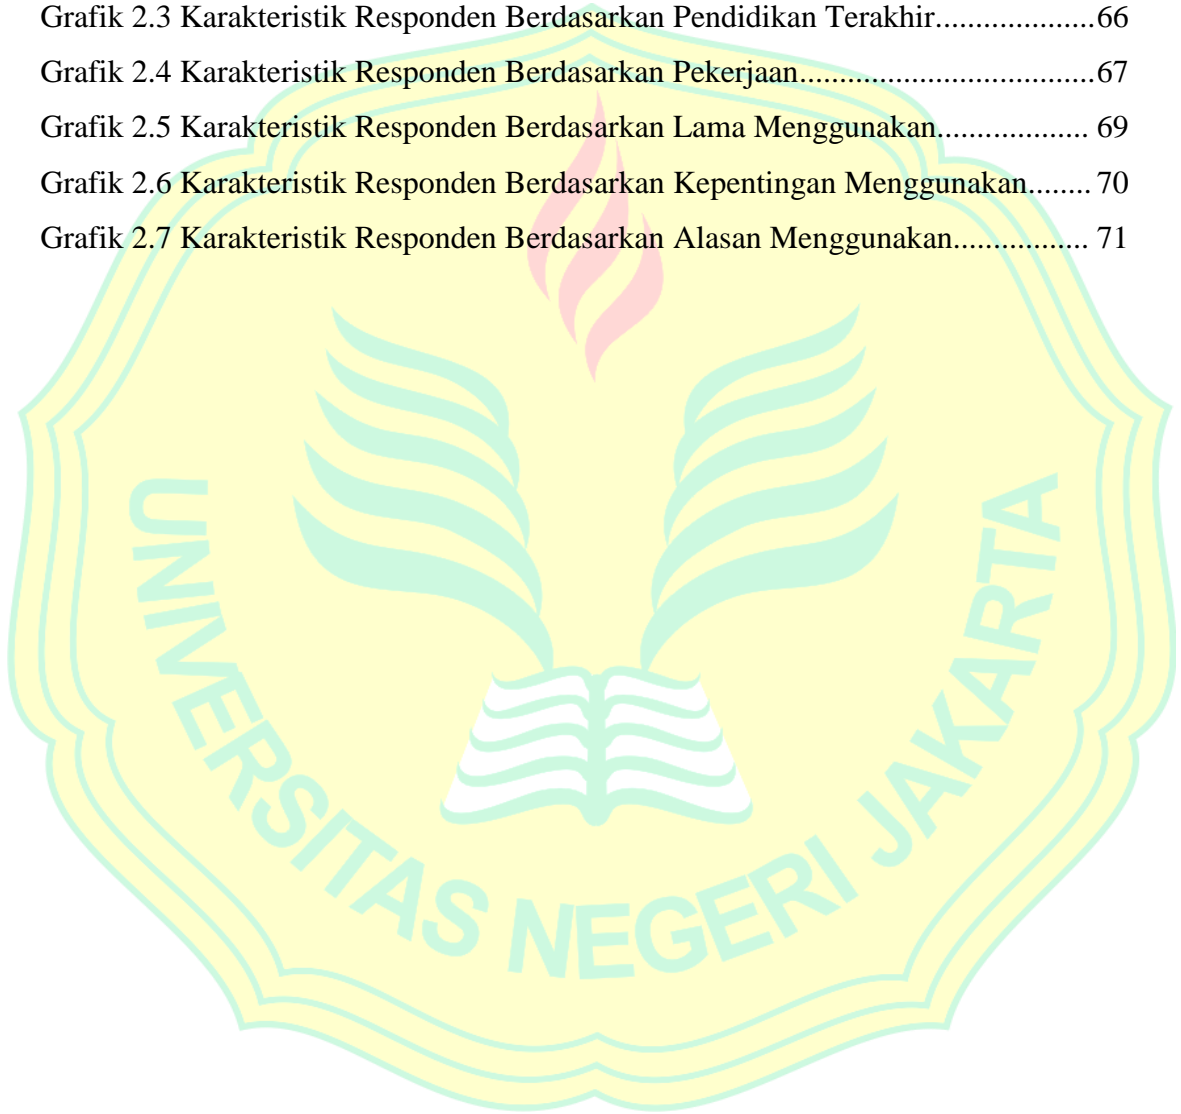 Grafik 2.3 Karakteristik Responden Berdasarkan Pendidikan Terakhir....................66
Grafik 2.4 Karakteristik Responden Berdasarkan Pekerjaan.....................................67
Grafik 2.5 Karakteristik Responden Berdasarkan Lama Menggunakan................... 69
Grafik 2.6 Karakteristik Responden Berdasarkan Kepentingan Menggunakan........ 70
Grafik 2.7 Karakteristik Responden Berdasarkan Alasan Menggunakan................. 71
UNIVERSITAS NEGERI JAKARTA